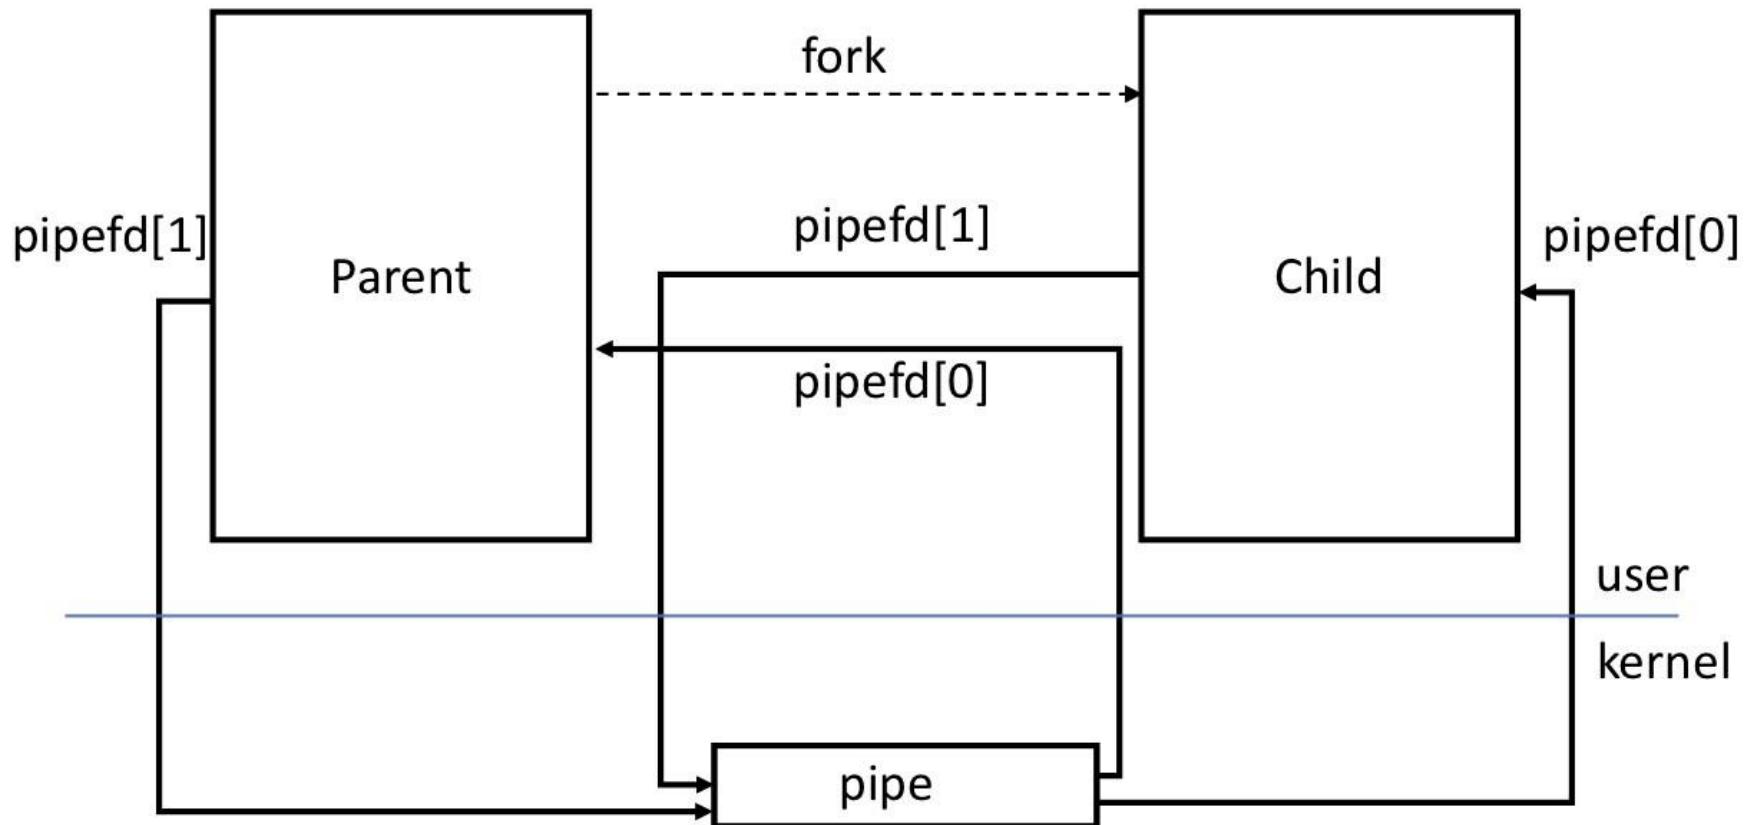 fork
pipefd[1]
pipefd[1]
pipefd[0]
Parent
Child
pipefd[0]
user
kernel
pipe